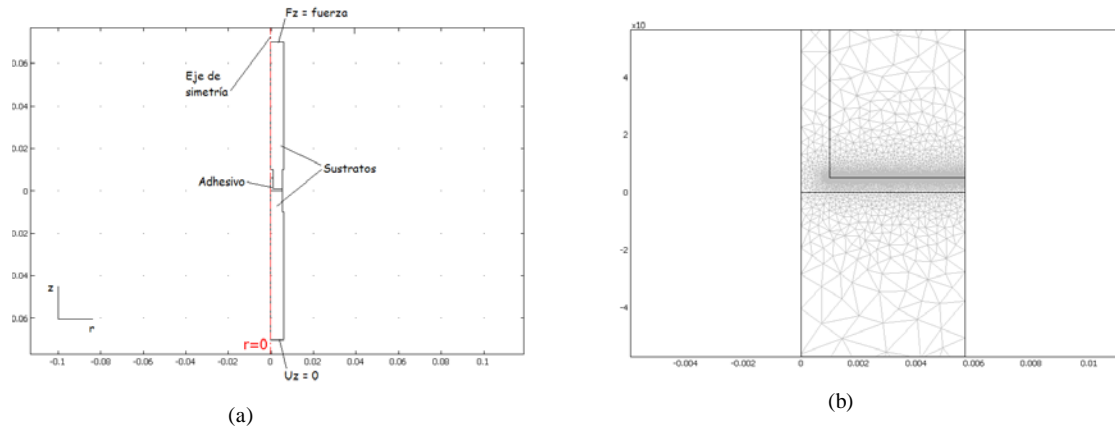 Fz = fuerza
0.06
Eje de
simetría
0.04
0.02
Sustratos
Adhesivo
0
0.02
0.04
z
r
0.06
r=0
-0.1 -0.08 -0.06 -0.04 -0.02 0 0.02 0.04 0.06 0.08 0.1
Uz = 0
(a)
x10
4
2
0
-2
-4
-0.004 -0.002 0.000 0.002 0.004 0.006 0.008 0.01
(b)